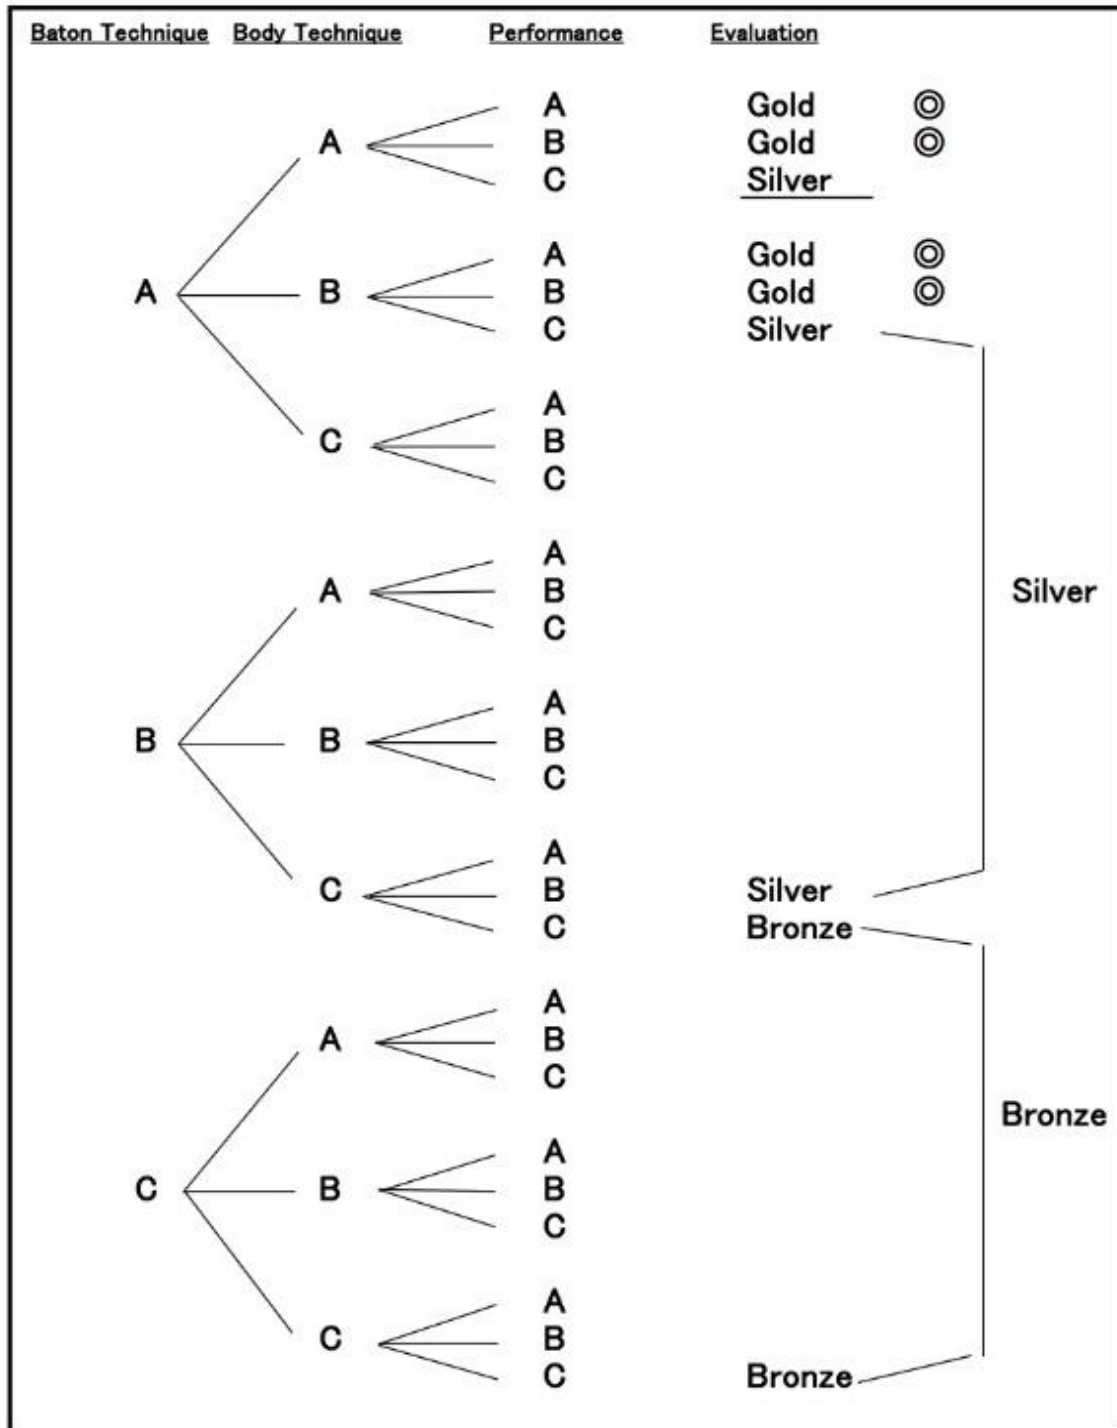 Baton Technique Body Technique Performance Evaluation
A Gold ◎
A B Gold ◎
C Silver
A Gold ◎
A B B Gold ◎
C Silver
A
C B
C
A
A B Silver
C
A
B B B
C
A
C B Silver
C Bronze
A
A B
C
Bronze
A
C B B
C
A
C B
C Bronze